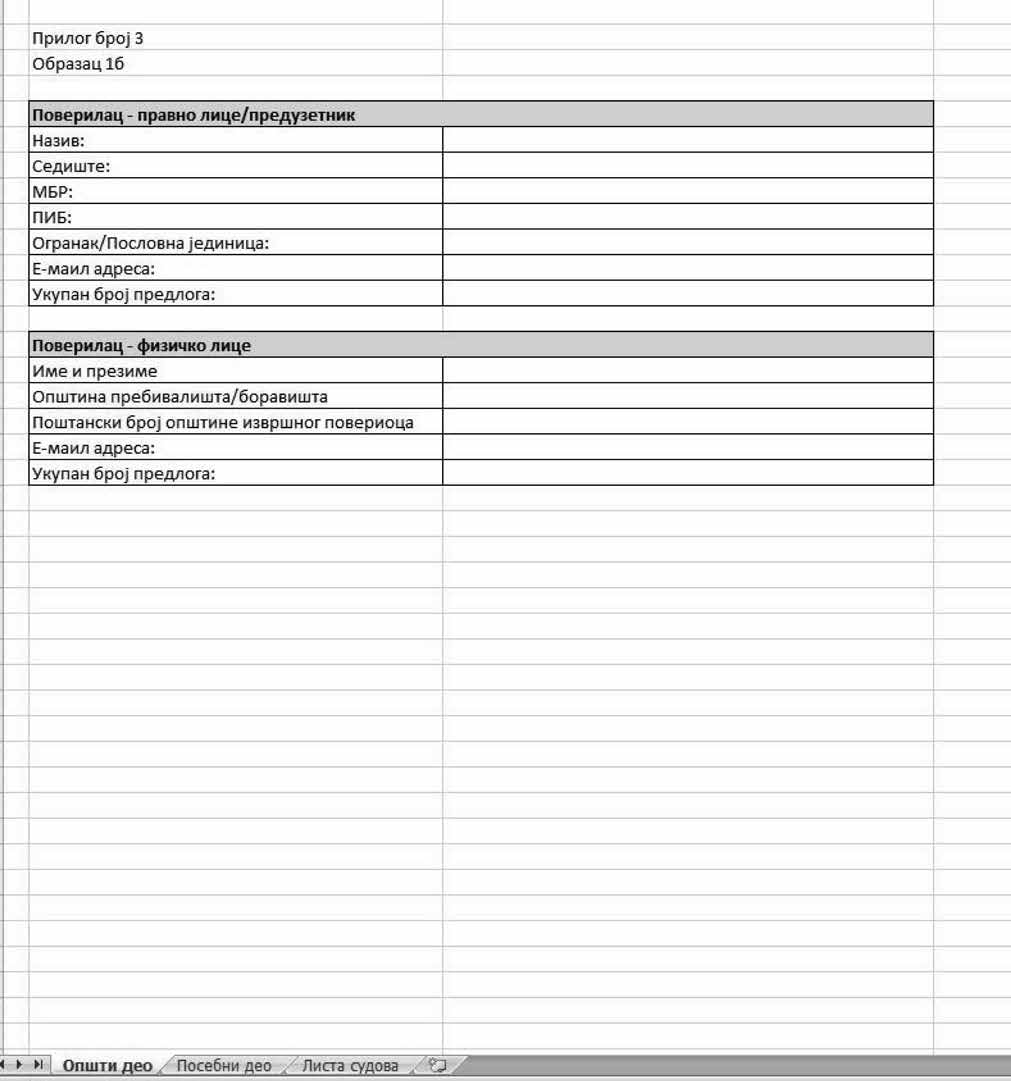 Прилог број 3
Образац 1б
Поверилац - правно лице/предузетник
Назив:
Седиште:
МБР:
ПИБ:
Огранак/Пословна јединица:
Е-маил адреса:
Укупан број предлога:
Поверилац - физичко лице
Име и презиме
Општина пребивалишта/боравишта
Поштански број општине извршног повериоца
Е-маил адреса:
Укупан број предлога:
Општи део Посебни део Листа судова